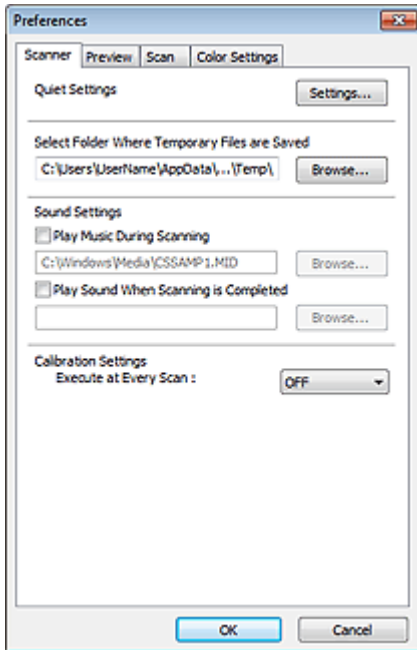 Preferences
Scanner Preview Scan Color Settings
Quiet Settings Settings...
Select Folder Where Temporary Files are Saved
C:\Users\UserName\AppData\...\Temp\ Browse...
Sound Settings
Play Music During Scanning
C:\Windows\Media\CSSAMP1.MID Browse...
Play Sound When Scanning is Completed
Browse...
Calibration Settings
Execute at Every Scan : OFF
OK Cancel